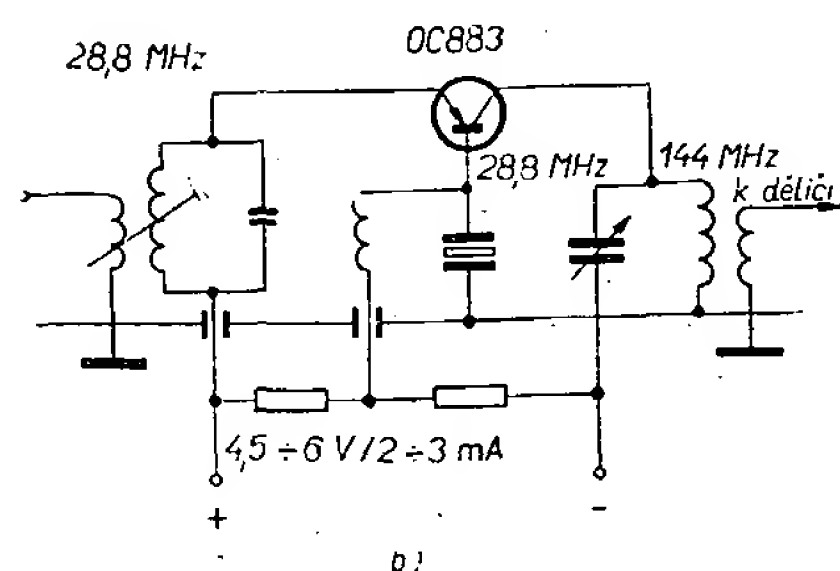 OC883
28,8 MHz
28,8 MHz
144 MHz
k děliči
4,5 ÷ 6 V / 2 ÷ 3 mA
+
-
b)